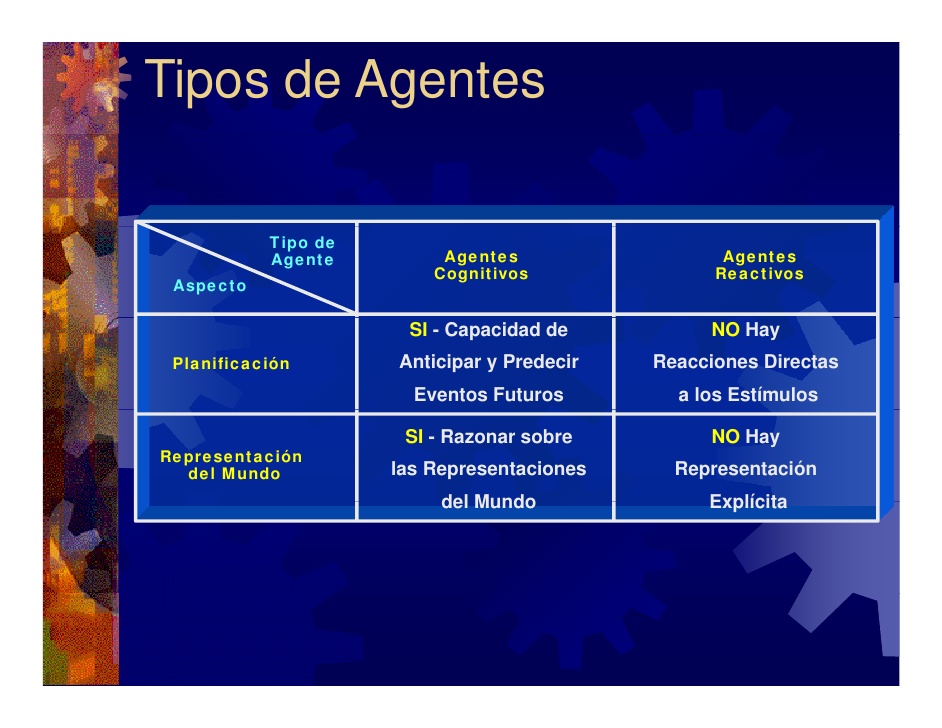 Tipos de Agentes
Tipo de
Agente
Aspecto
Agentes
Cognitivos
Agentes
Reactivos
Planificación
SI - Capacidad de
Anticipar y Predecir
Eventos Futuros
NO Hay
Reacciones Directas
a los Estímulos
Representación
del Mundo
SI - Razonar sobre
las Representaciones
del Mundo
NO Hay
Representación
Explícita